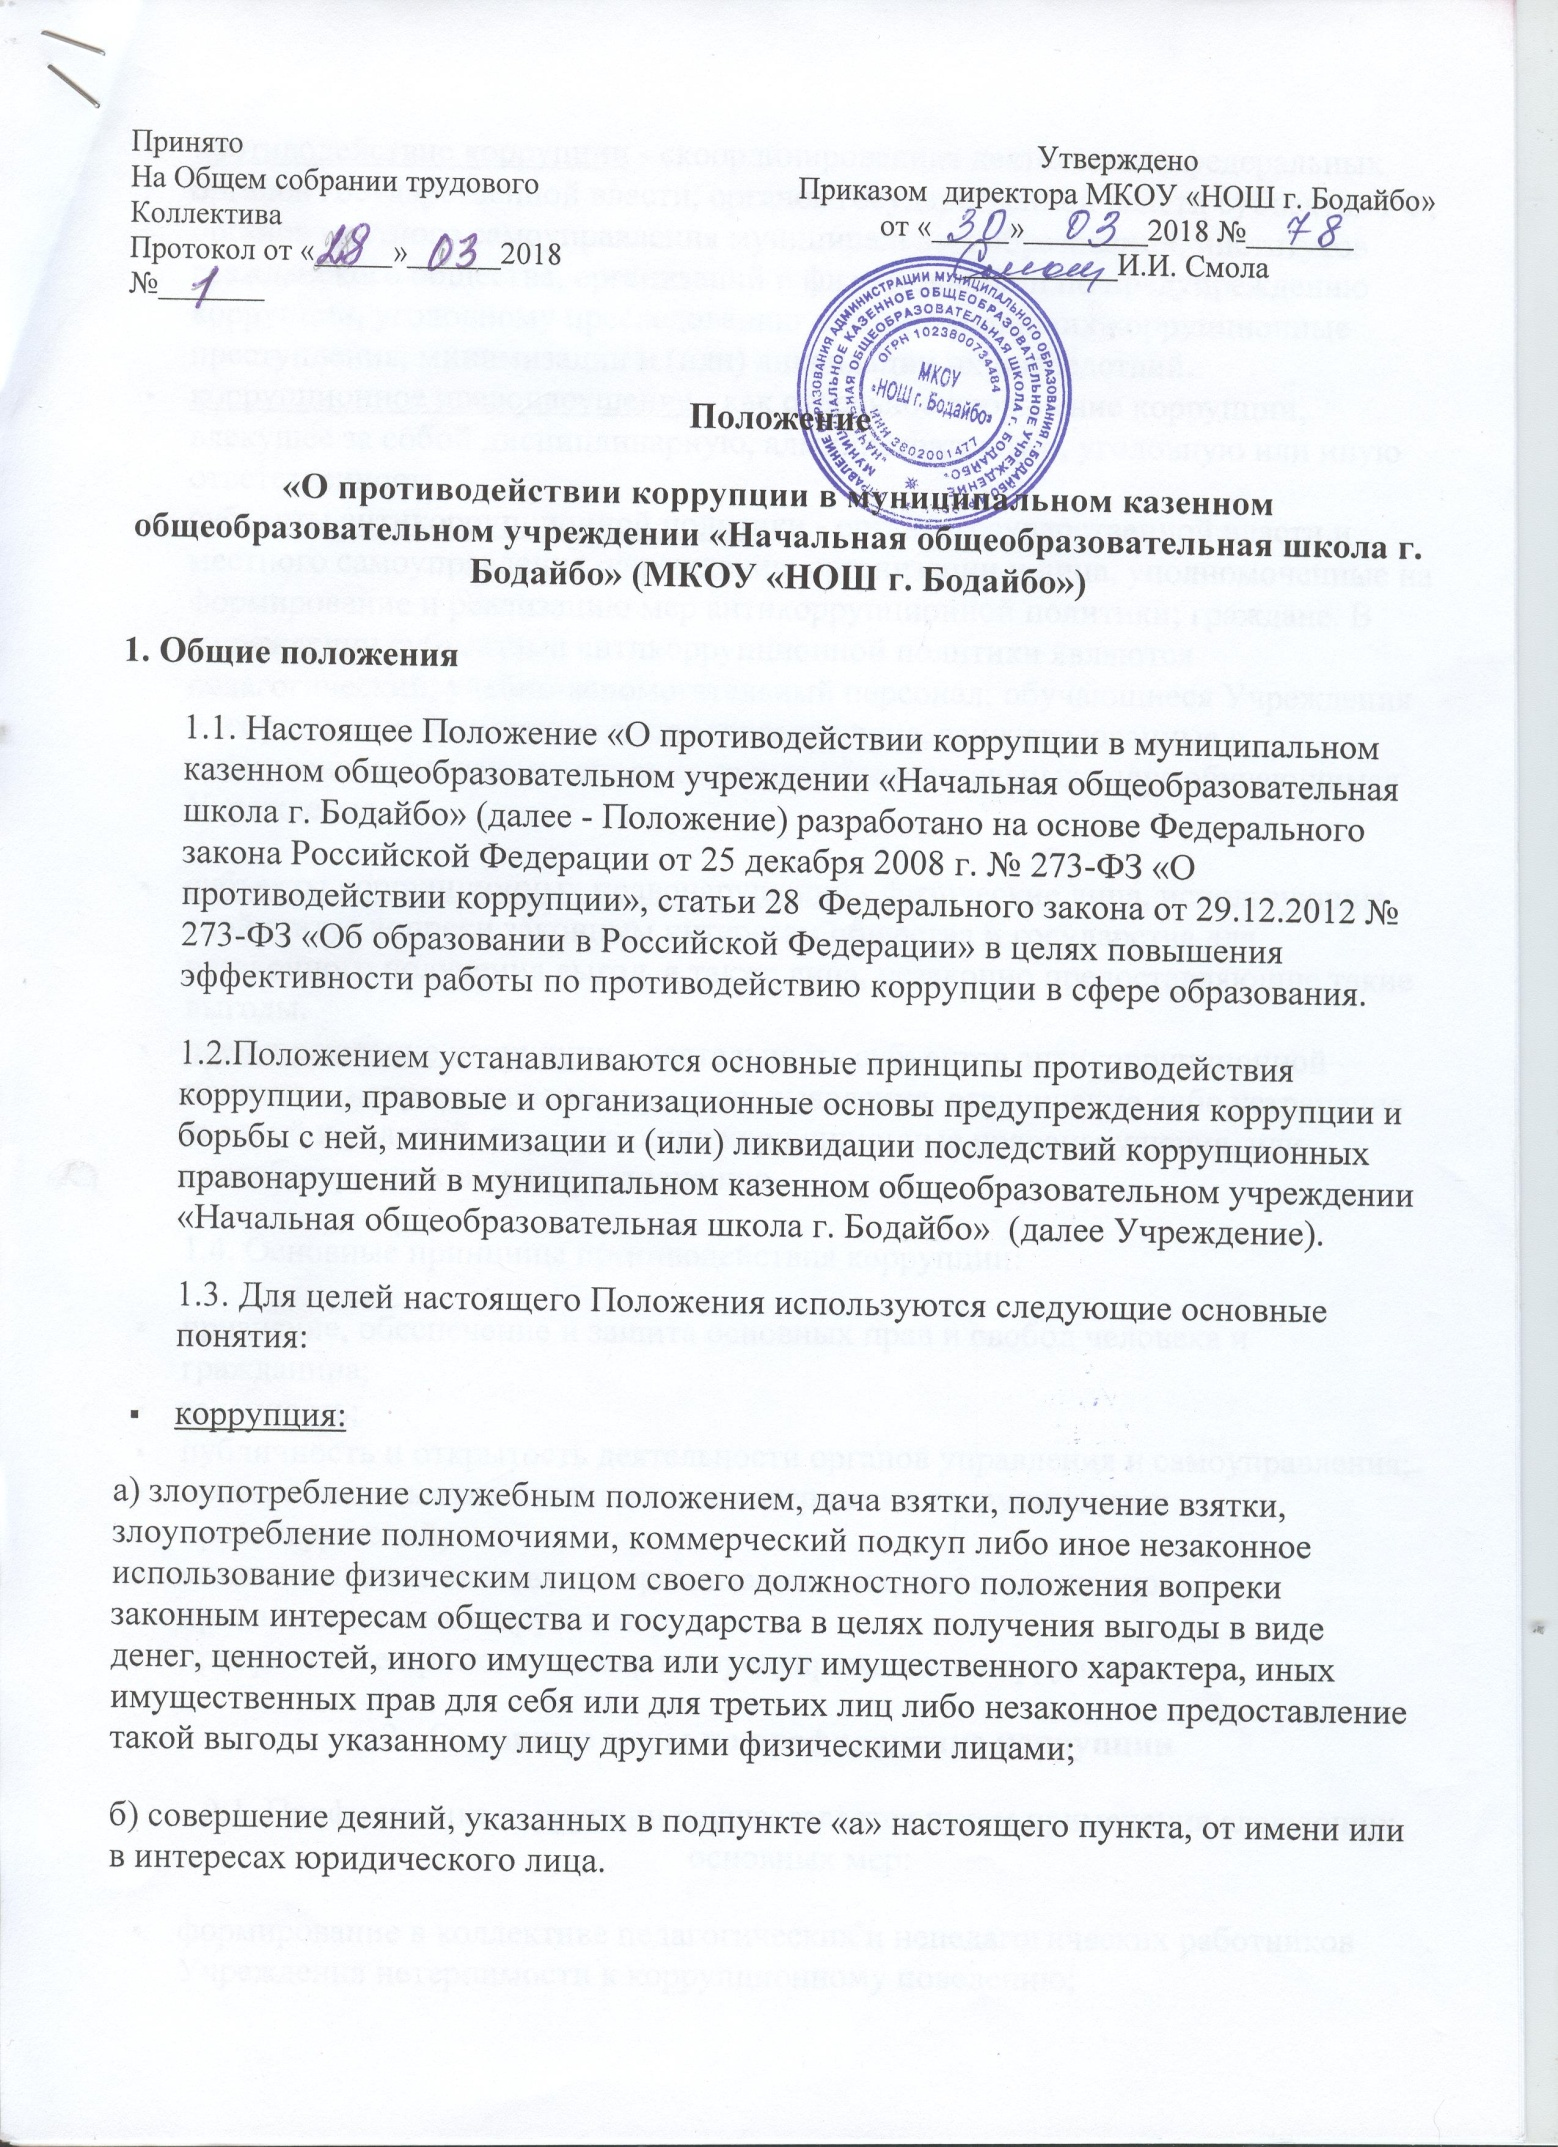 Принято
На Общем собрании трудового
Коллектива
Протокол от «28» 03 2018
№ 1
Утверждено
Приказом директора МКОУ «НОШ г. Бодайбо»
от « 30 » 03 2018 № 78
И.И. Смола
ОГРН 1023800734484
МКОУ
«НОШ г. Бодайбо»
ИНН 3802001477
Положение
«О противодействии коррупции в муниципальном казенном
общеобразовательном учреждении «Начальная общеобразовательная школа г.
Бодайбо» (МКОУ «НОШ г. Бодайбо»)
1. Общие положения
1.1. Настоящее Положение «О противодействии коррупции в муниципальном
казенном общеобразовательном учреждении «Начальная общеобразовательная
школа г. Бодайбо» (далее - Положение) разработано на основе Федерального
закона Российской Федерации от 25 декабря 2008 г. № 273-ФЗ «О
противодействии коррупции», статьи 28 Федерального закона от 29.12.2012 №
273-ФЗ «Об образовании в Российской Федерации» в целях повышения
эффективности работы по противодействию коррупции в сфере образования.
1.2.Положением устанавливаются основные принципы противодействия
коррупции, правовые и организационные основы предупреждения коррупции и
борьбы с ней, минимизации и (или) ликвидации последствий коррупционных
правонарушений в муниципальном казенном общеобразовательном учреждении
«Начальная общеобразовательная школа г. Бодайбо» (далее Учреждение).
1.3. Для целей настоящего Положения используются следующие основные
понятия:
▪ коррупция:
а) злоупотребление служебным положением, дача взятки, получение взятки,
злоупотребление полномочиями, коммерческий подкуп либо иное незаконное
использование физическим лицом своего должностного положения вопреки
законным интересам общества и государства в целях получения выгоды в виде
денег, ценностей, иного имущества или услуг имущественного характера, иных
имущественных прав для себя или для третьих лиц либо незаконное предоставление
такой выгоды указанному лицу другими физическими лицами;
б) совершение деяний, указанных в подпункте «а» настоящего пункта, от имени или
в интересах юридического лица.